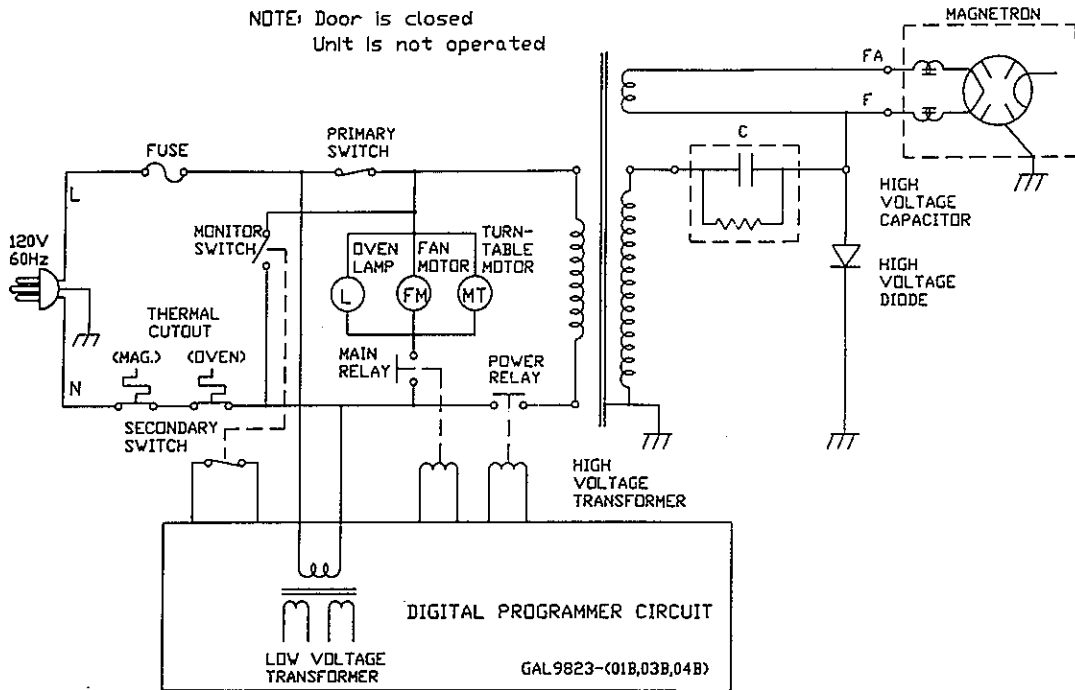 NOTE: Door is closed
Unit is not operated
MAGNETRON
FA
F
FUSE
PRIMARY
SWITCH
C
L
HIGH
VOLTAGE
CAPACITOR
120V
60Hz
MONITOR
SWITCH
OVEN
LAMP
FAN
MOTOR
TURN-
TABLE
MOTOR
L
FM
MT
HIGH
VOLTAGE
DIODE
THERMAL
CUTOUT
(MAG.)
(OVEN)
MAIN
RELAY
POWER
RELAY
N
SECONDARY
SWITCH
HIGH
VOLTAGE
TRANSFORMER
DIGITAL PROGRAMMER CIRCUIT
LOW VOLTAGE
TRANSFORMER
GAL9823-(01B,03B,04B)